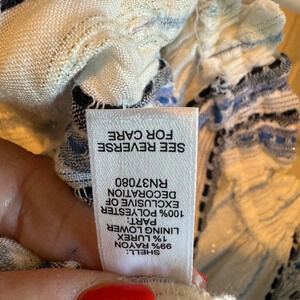 SHELL:
99% RAYON
1% LUREX
LINING LOWER
PART:
100% POLYESTER
EXCLUSIVE OF
DECORATION
RN37080
SEE REVERSE
FOR CARE